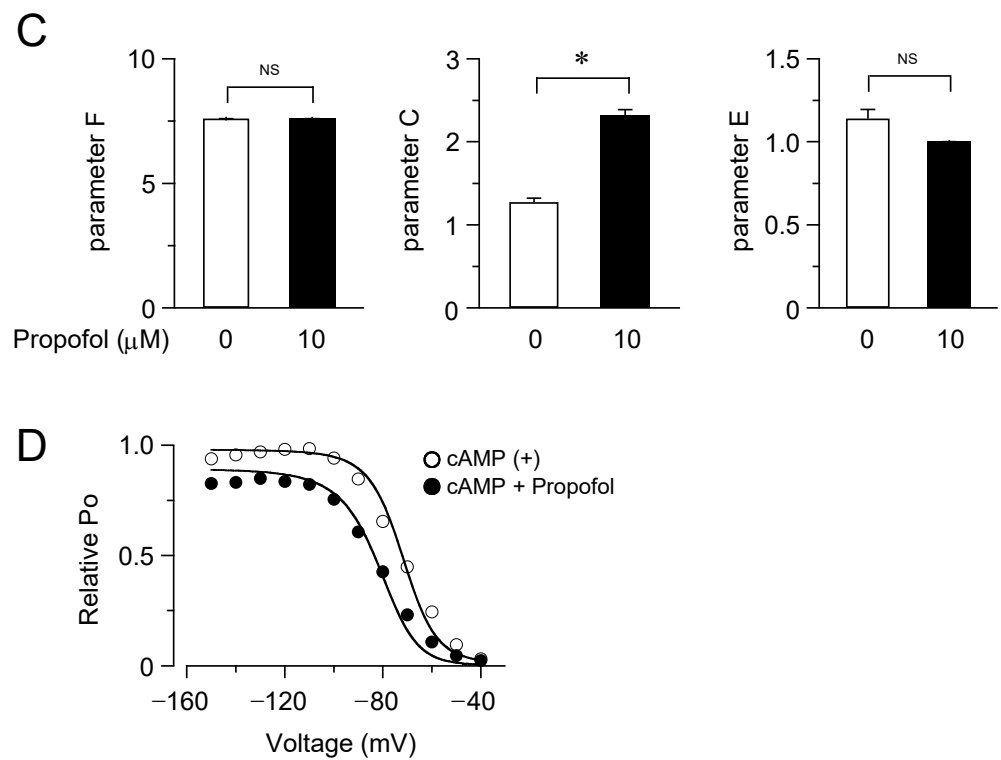 C
NS
*
NS
10
5
0
parameter F
3
2
1
0
parameter C
1.5
1.0
0.5
0
parameter E
Propofol (μM) 0 10 0 10 0 10
D
1.0
0.5
0
Relative Po
cAMP (+)
cAMP + Propofol
−160 −120 −80 −40
Voltage (mV)